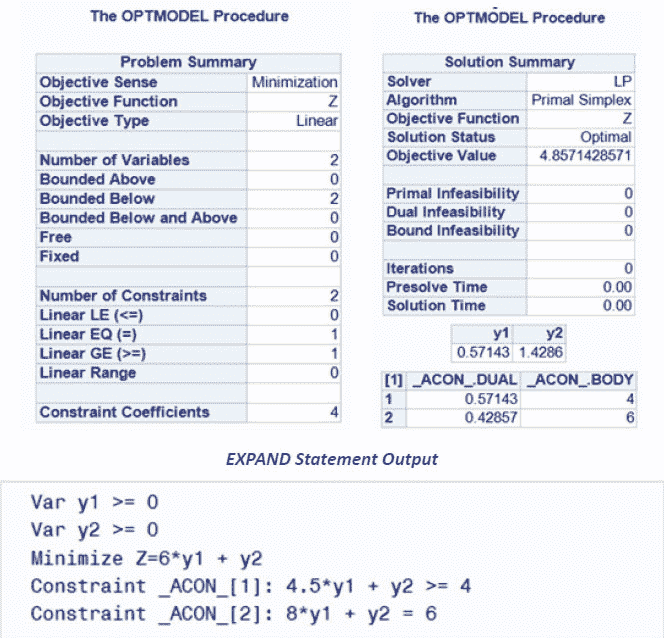 The OPTMODEL Procedure
Problem Summary
Objective Sense Minimization
Objective Function Z
Objective Type Linear
Number of Variables 2
Bounded Above 0
Bounded Below 2
Bounded Below and Above 0
Free 0
Fixed 0
Number of Constraints 2
Linear LE (<=) 0
Linear EQ (=) 1
Linear GE (>=) 1
Linear Range 0
Constraint Coefficients 4
The OPTMODEL Procedure
Solution Summary
Solver LP
Algorithm Primal Simplex
Objective Function Z
Solution Status Optimal
Objective Value 4.8571428571
Primal Infeasibility 0
Dual Infeasibility 0
Bound Infeasibility 0
Iterations 0
Presolve Time 0.00
Solution Time 0.00
y1 y2
0.57143 1.4286
[1] _ACON_.DUAL _ACON_.BODY
1 0.57143 4
2 0.42857 6
EXPAND Statement Output
Var y1 >= 0
Var y2 >= 0
Minimize Z=6*y1 + y2
Constraint _ACON_[1]: 4.5*y1 + y2 >= 4
Constraint _ACON_[2]: 8*y1 + y2 = 6